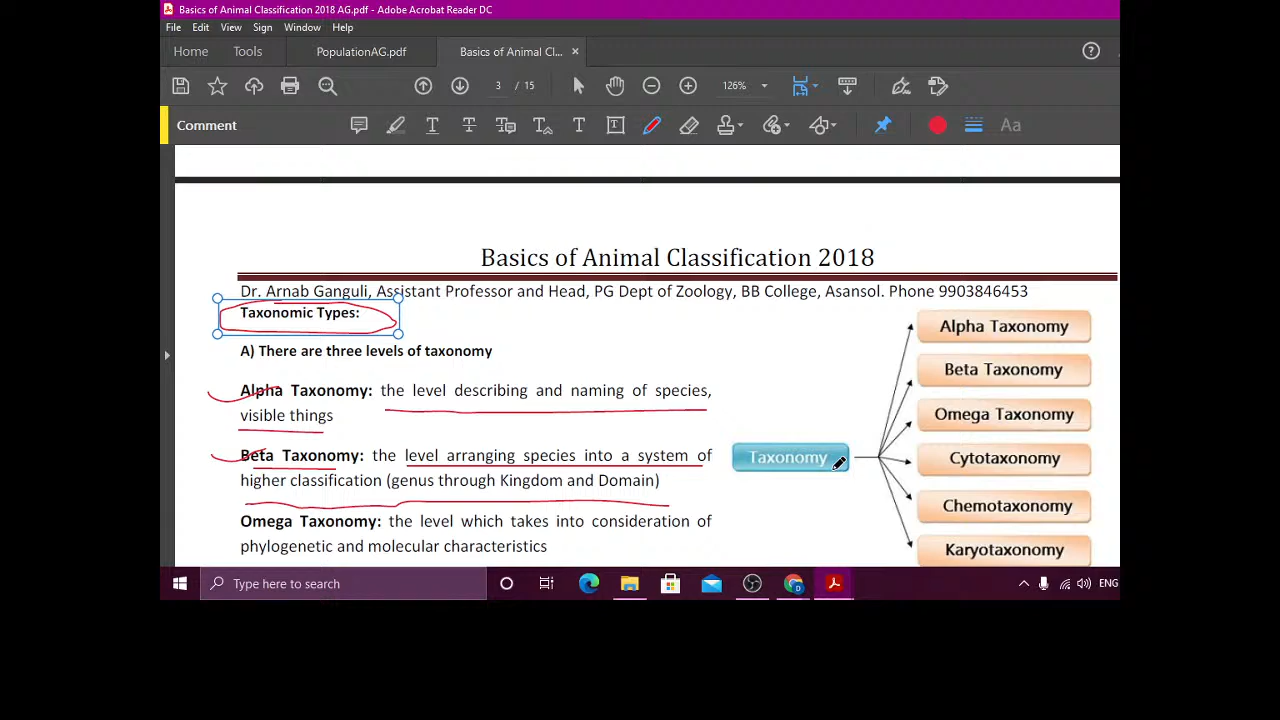 Basics of Animal Classification 2018 AG.pdf - Adobe Acrobat Reader DC
File Edit View Sign Window Help
Home Tools PopulationAG.pdf Basics of Animal Cl... ×
3 / 15 126%
Comment
Aa
Basics of Animal Classification 2018
Dr. Arnab Ganguli, Assistant Professor and Head, PG Dept of Zoology, BB College, Asansol. Phone 9903846453
Taxonomic Types:
A) There are three levels of taxonomy
Alpha Taxonomy: the level describing and naming of species,
visible things
Beta Taxonomy: the level arranging species into a system of
higher classification (genus through Kingdom and Domain)
Omega Taxonomy: the level which takes into consideration of
phylogenetic and molecular characteristics
Taxonomy
Alpha Taxonomy
Beta Taxonomy
Omega Taxonomy
Cytotaxonomy
Chemotaxonomy
Karyotaxonomy
Type here to search
ENG